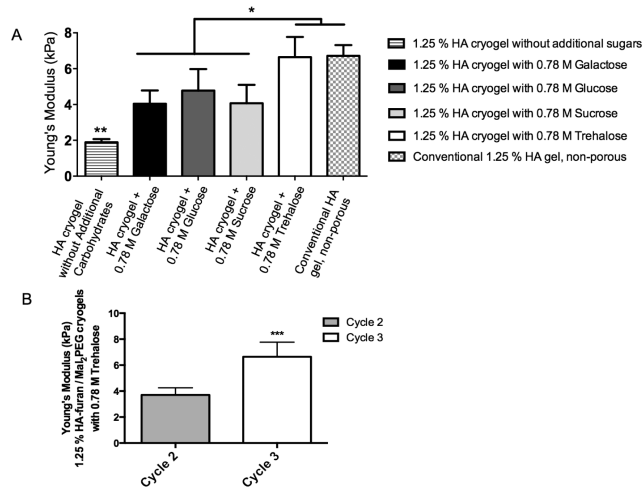 A
*
Young's Modulus (kPa)
8
6
4
2
0
**
HA cryogel
without Additional
Carbohydrates
HA cryogel +
0.78 M Galactose
HA cryogel +
0.78 M Glucose
HA cryogel +
0.78 M Sucrose
HA cryogel +
0.78 M Trehalose
Conventional HA
gel, non-porous
1.25 % HA cryogel without additional sugars
1.25 % HA cryogel with 0.78 M Galactose
1.25 % HA cryogel with 0.78 M Glucose
1.25 % HA cryogel with 0.78 M Sucrose
1.25 % HA cryogel with 0.78 M Trehalose
Conventional 1.25 % HA gel, non-porous
B
Young's Modulus (kPa)
1.25 % HA-furan / Mal2PEG cryogels
with 0.78 M Trehalose
10
8
6
4
2
0
***
Cycle 2
Cycle 3
Cycle 2
Cycle 3